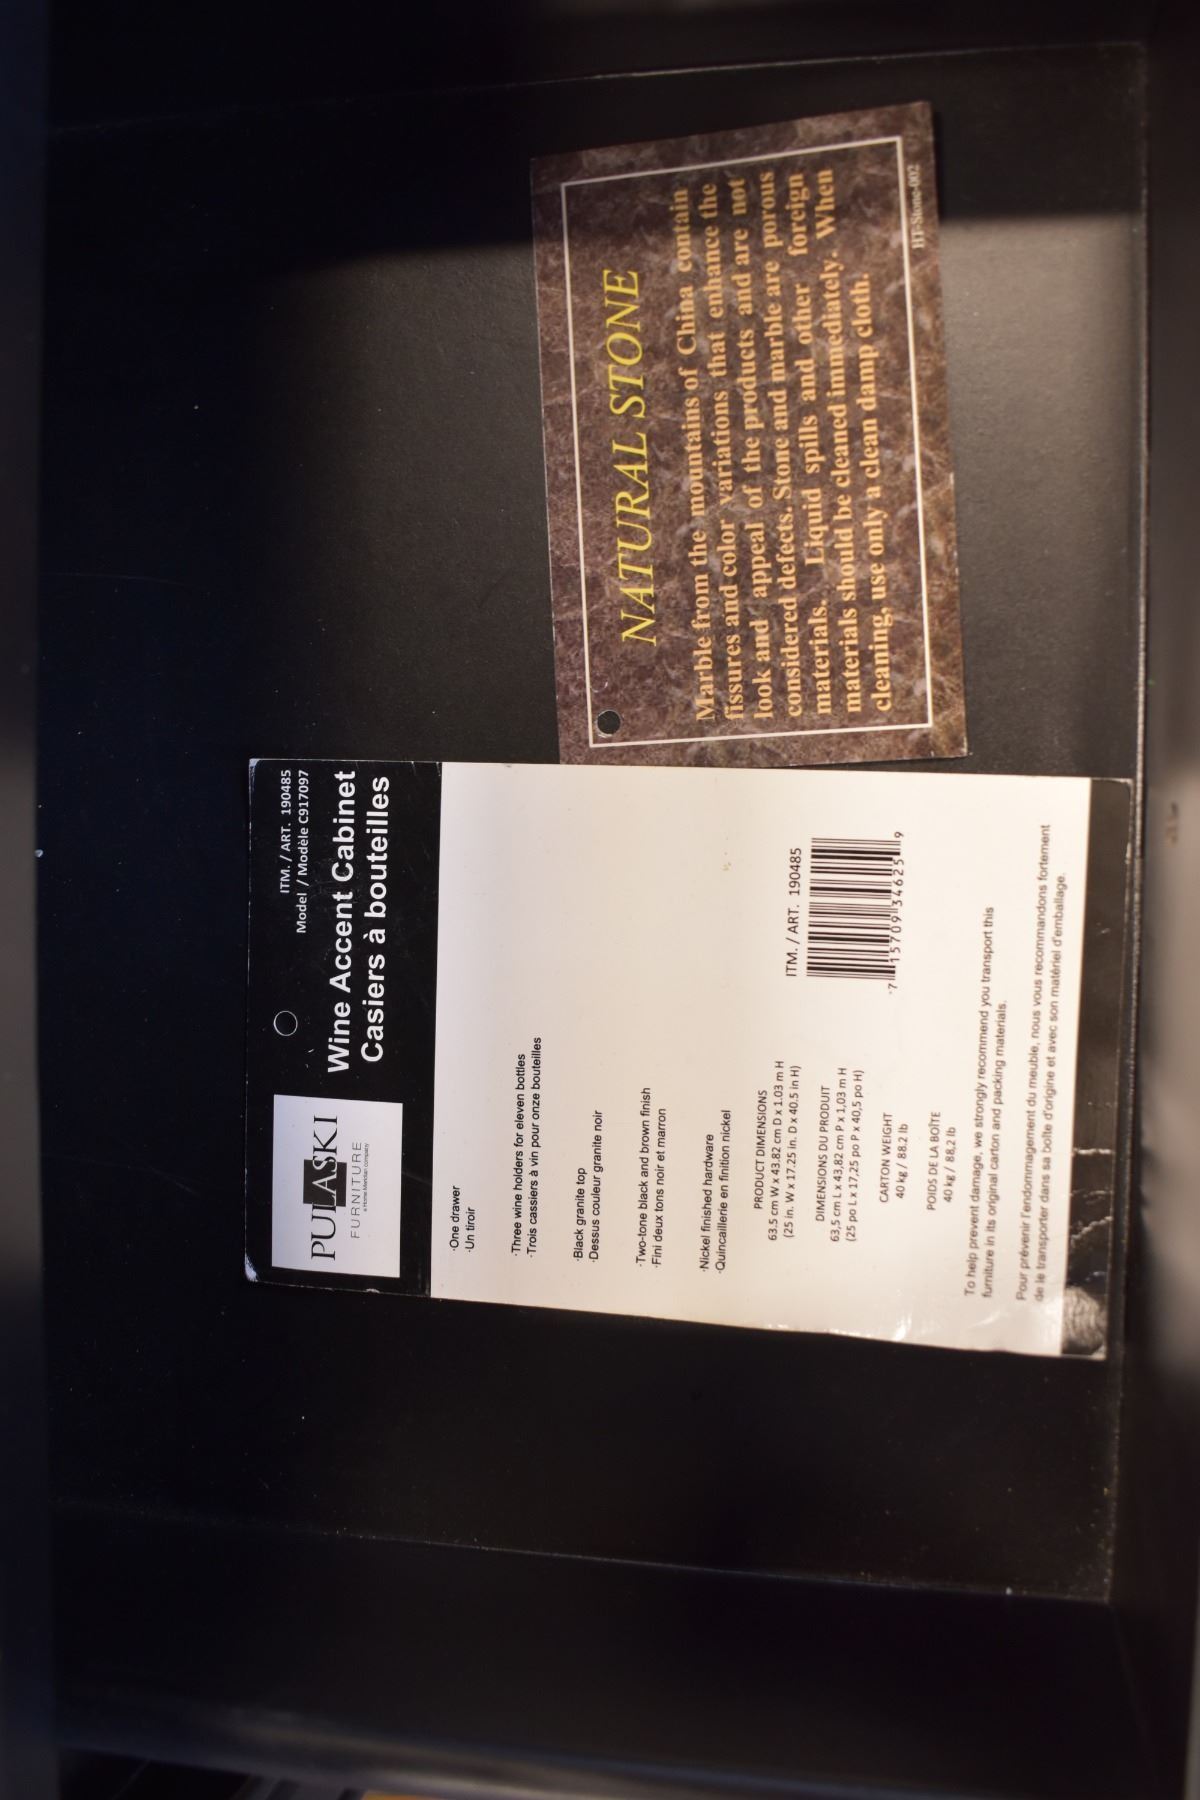 PULASKI
FURNITURE
a Home Meridian company
ITM. / ART. 190485
Model / Modèle C917097
Wine Accent Cabinet
Casiers à bouteilles
·One drawer
·Un tiroir
·Three wine holders for eleven bottles
·Trois cassiers à vin pour onze bouteilles
·Black granite top
·Dessus couleur granite noir
·Two-tone black and brown finish
·Fini deux tons noir et marron
·Nickel finished hardware
·Quincaillerie en finition nickel
PRODUCT DIMENSIONS
63.5 cm W x 43.82 cm D x 1.03 m H
(25 in. W x 17.25 in. D x 40.5 in H)
DIMENSIONS DU PRODUIT
63,5 cm L x 43,82 cm P x 1,03 m H
(25 po L x 17,25 po P x 40,5 po H)
CARTON WEIGHT
40 kg / 88.2 lb
POIDS DE LA BOÎTE
40 kg / 88,2 lb
ITM. / ART. 190485
7 15709 34625 9
To help prevent damage, we strongly recommend you transport this
furniture in its original carton and packing materials.
Pour prévenir l'endommagement du meuble, nous vous recommandons fortement
de le transporter dans sa boîte d'origine et avec son matériel d'emballage.
NATURAL STONE
Marble from the mountains of China contain
fissures and color variations that enhance the
look and appeal of the products and are not
considered defects. Stone and marble are porous
materials. Liquid spills and other foreign
materials should be cleaned immediately. When
cleaning, use only a clean damp cloth.
HT-Stone-002